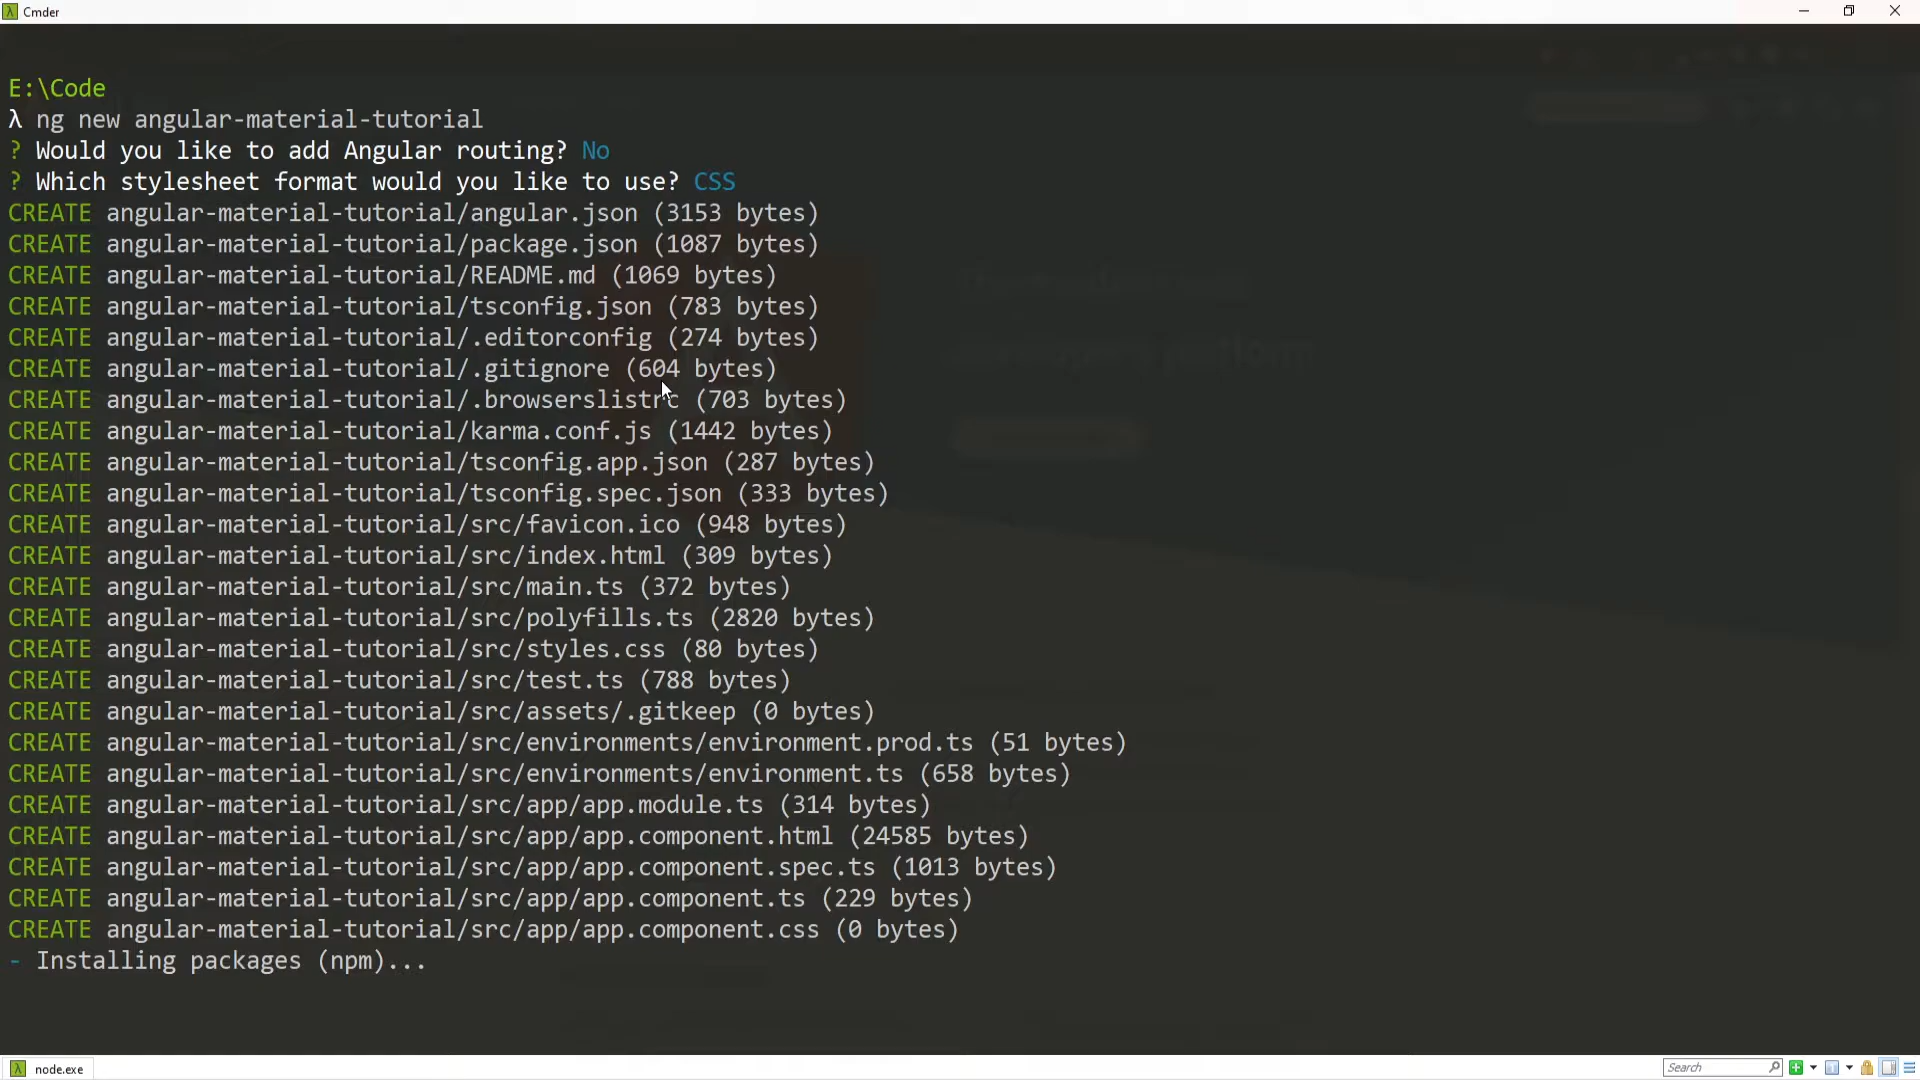 Cmder
E:\Code
λ ng new angular-material-tutorial
? Would you like to add Angular routing? No
? Which stylesheet format would you like to use? CSS
CREATE angular-material-tutorial/angular.json (3153 bytes)
CREATE angular-material-tutorial/package.json (1087 bytes)
CREATE angular-material-tutorial/README.md (1069 bytes)
CREATE angular-material-tutorial/tsconfig.json (783 bytes)
CREATE angular-material-tutorial/.editorconfig (274 bytes)
CREATE angular-material-tutorial/.gitignore (604 bytes)
CREATE angular-material-tutorial/.browserslistrc (703 bytes)
CREATE angular-material-tutorial/karma.conf.js (1442 bytes)
CREATE angular-material-tutorial/tsconfig.app.json (287 bytes)
CREATE angular-material-tutorial/tsconfig.spec.json (333 bytes)
CREATE angular-material-tutorial/src/favicon.ico (948 bytes)
CREATE angular-material-tutorial/src/index.html (309 bytes)
CREATE angular-material-tutorial/src/main.ts (372 bytes)
CREATE angular-material-tutorial/src/polyfills.ts (2820 bytes)
CREATE angular-material-tutorial/src/styles.css (80 bytes)
CREATE angular-material-tutorial/src/test.ts (788 bytes)
CREATE angular-material-tutorial/src/assets/.gitkeep (0 bytes)
CREATE angular-material-tutorial/src/environments/environment.prod.ts (51 bytes)
CREATE angular-material-tutorial/src/environments/environment.ts (658 bytes)
CREATE angular-material-tutorial/src/app/app.module.ts (314 bytes)
CREATE angular-material-tutorial/src/app/app.component.html (24585 bytes)
CREATE angular-material-tutorial/src/app/app.component.spec.ts (1013 bytes)
CREATE angular-material-tutorial/src/app/app.component.ts (229 bytes)
CREATE angular-material-tutorial/src/app/app.component.css (0 bytes)
- Installing packages (npm)...
node.exe
Search